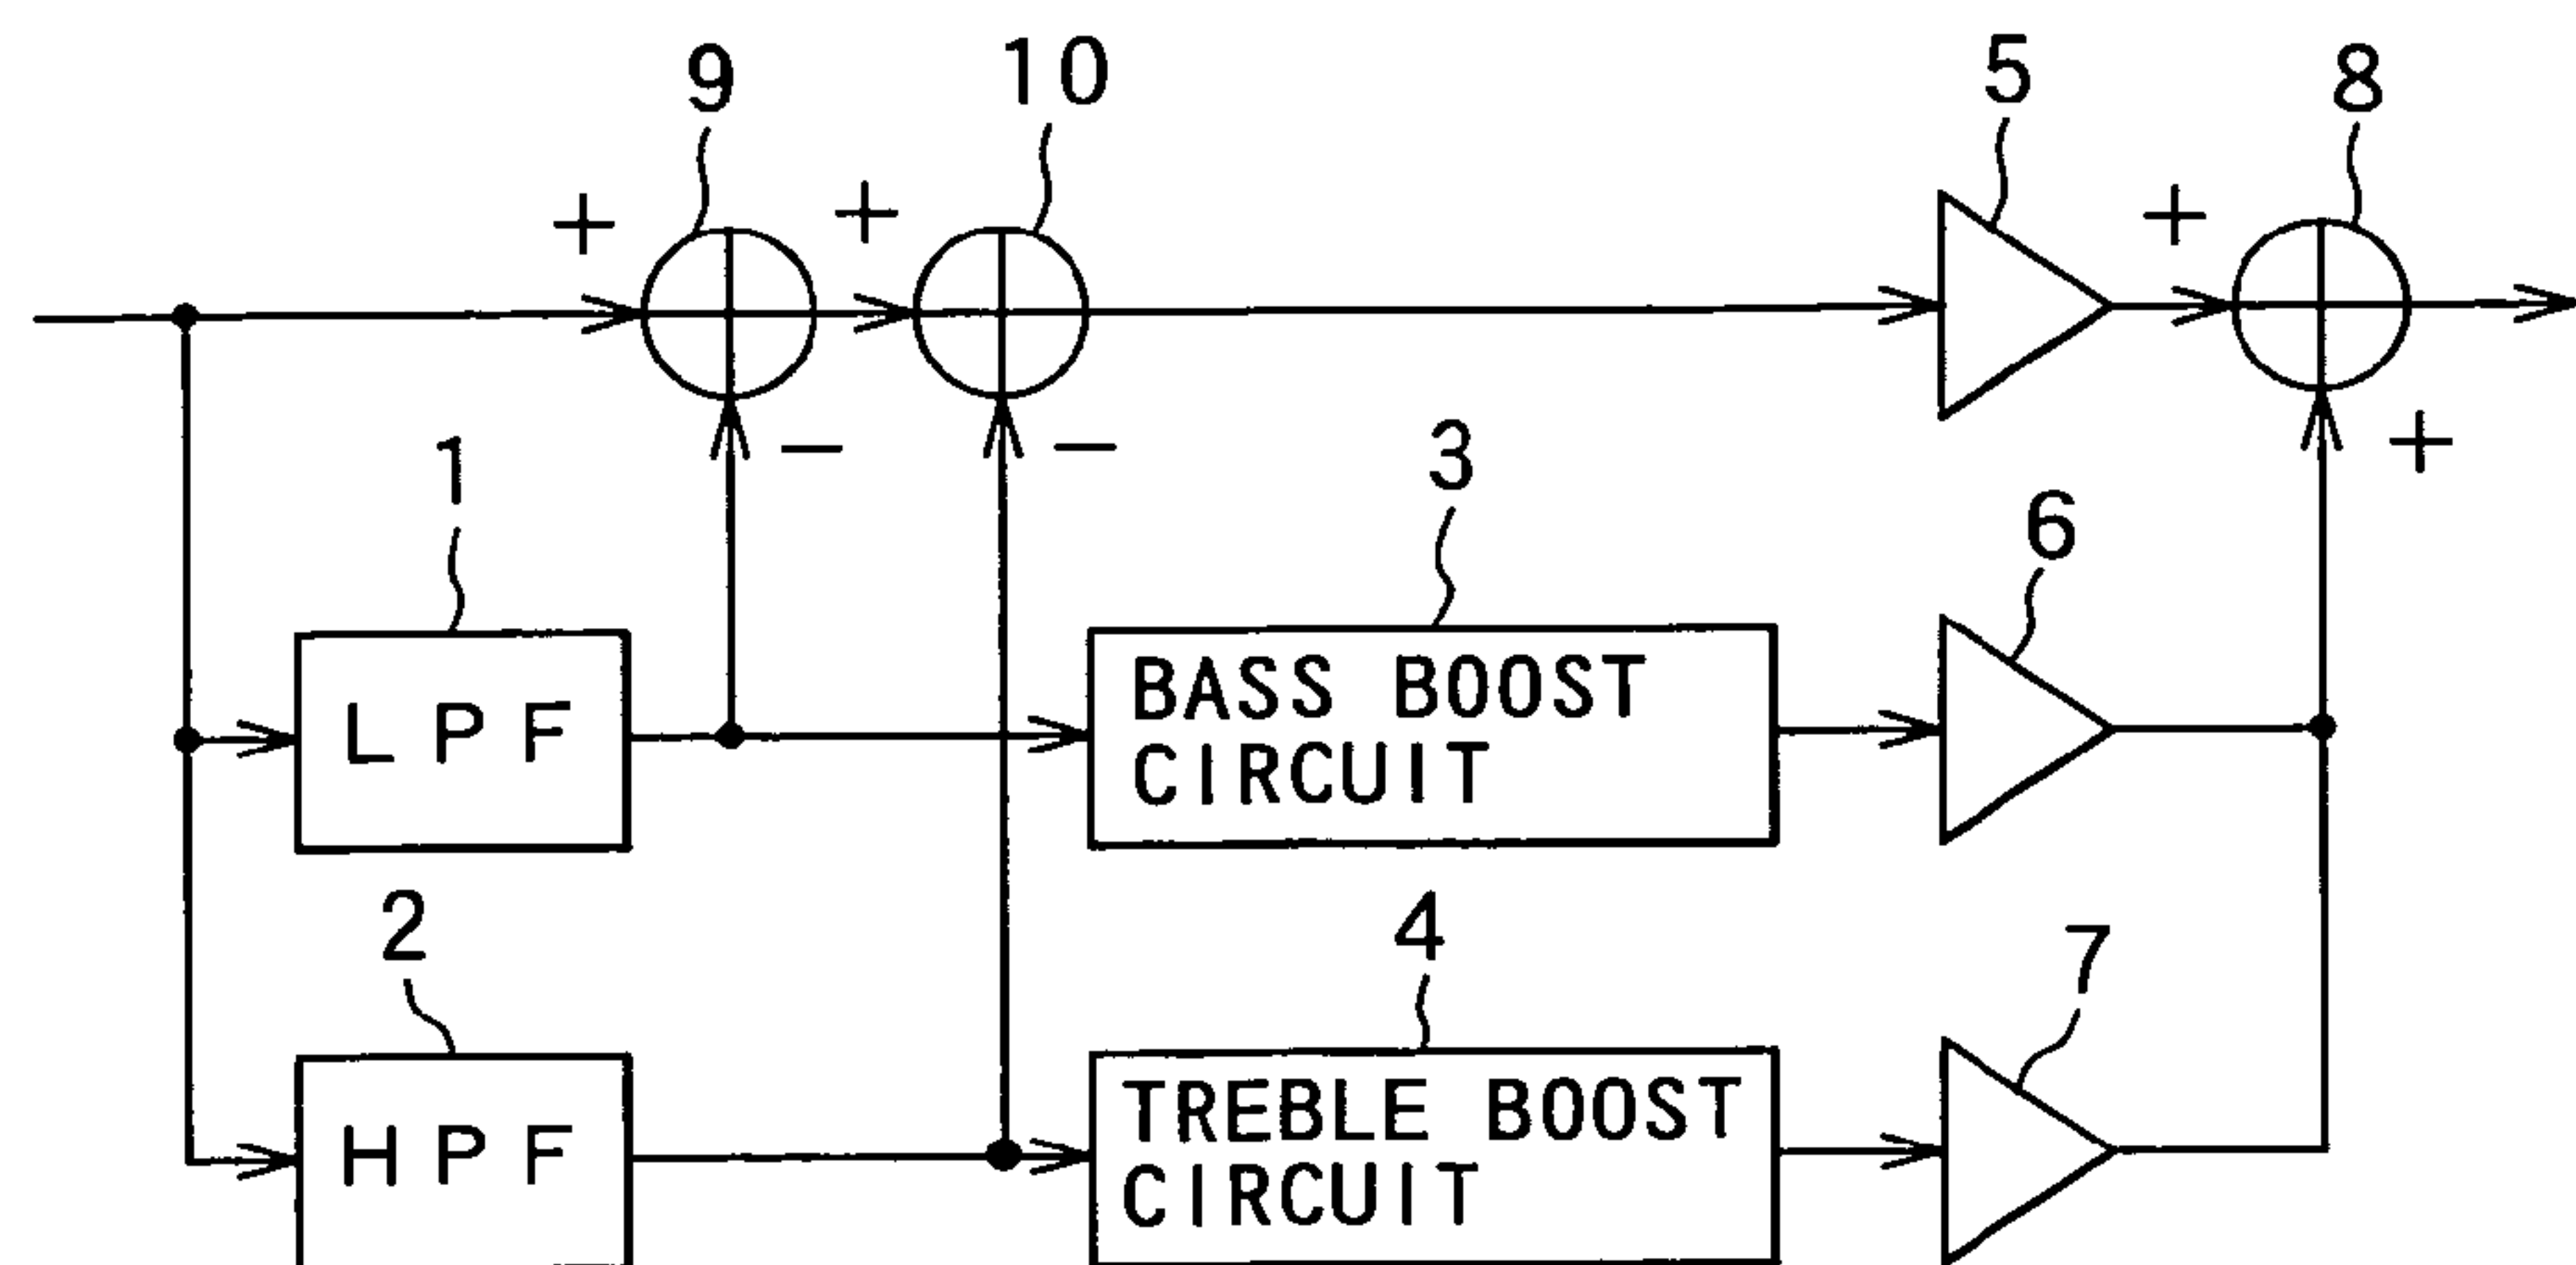 9
10
5
8
+
+
+
1
−
−
3
+
6
LPF
BASS BOOST
CIRCUIT
2
4
7
HPF
TREBLE BOOST
CIRCUIT